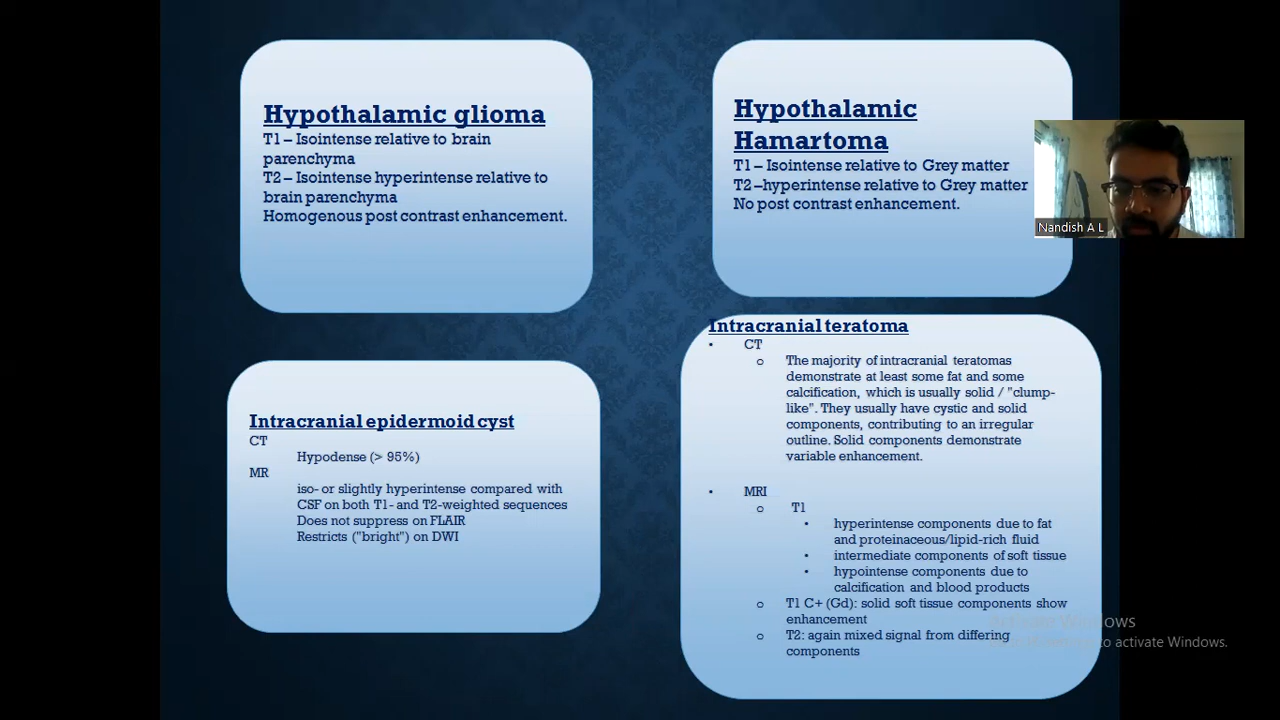 Hypothalamic glioma
T1 – Isointense relative to brain
parenchyma
T2 – Isointense hyperintense relative to
brain parenchyma
Homogenous post contrast enhancement.
Hypothalamic
Hamartoma
T1 – Isointense relative to Grey matter
T2 –hyperintense relative to Grey matter
No post contrast enhancement.
Nandish A L
Intracranial epidermoid cyst
CT
Hypodense (> 95%)
MR
iso- or slightly hyperintense compared with
CSF on both T1- and T2-weighted sequences
Does not suppress on FLAIR
Restricts ("bright") on DWI
Intracranial teratoma
• CT
o The majority of intracranial teratomas
demonstrate at least some fat and some
calcification, which is usually solid / "clump-
like". They usually have cystic and solid
components, contributing to an irregular
outline. Solid components demonstrate
variable enhancement.
• MRI
o T1
• hyperintense components due to fat
and proteinaceous/lipid-rich fluid
• intermediate components of soft tissue
• hypointense components due to
calcification and blood products
o T1 C+ (Gd): solid soft tissue components show
enhancement
o T2: again mixed signal from differing
components
Windows
to activate Windows.